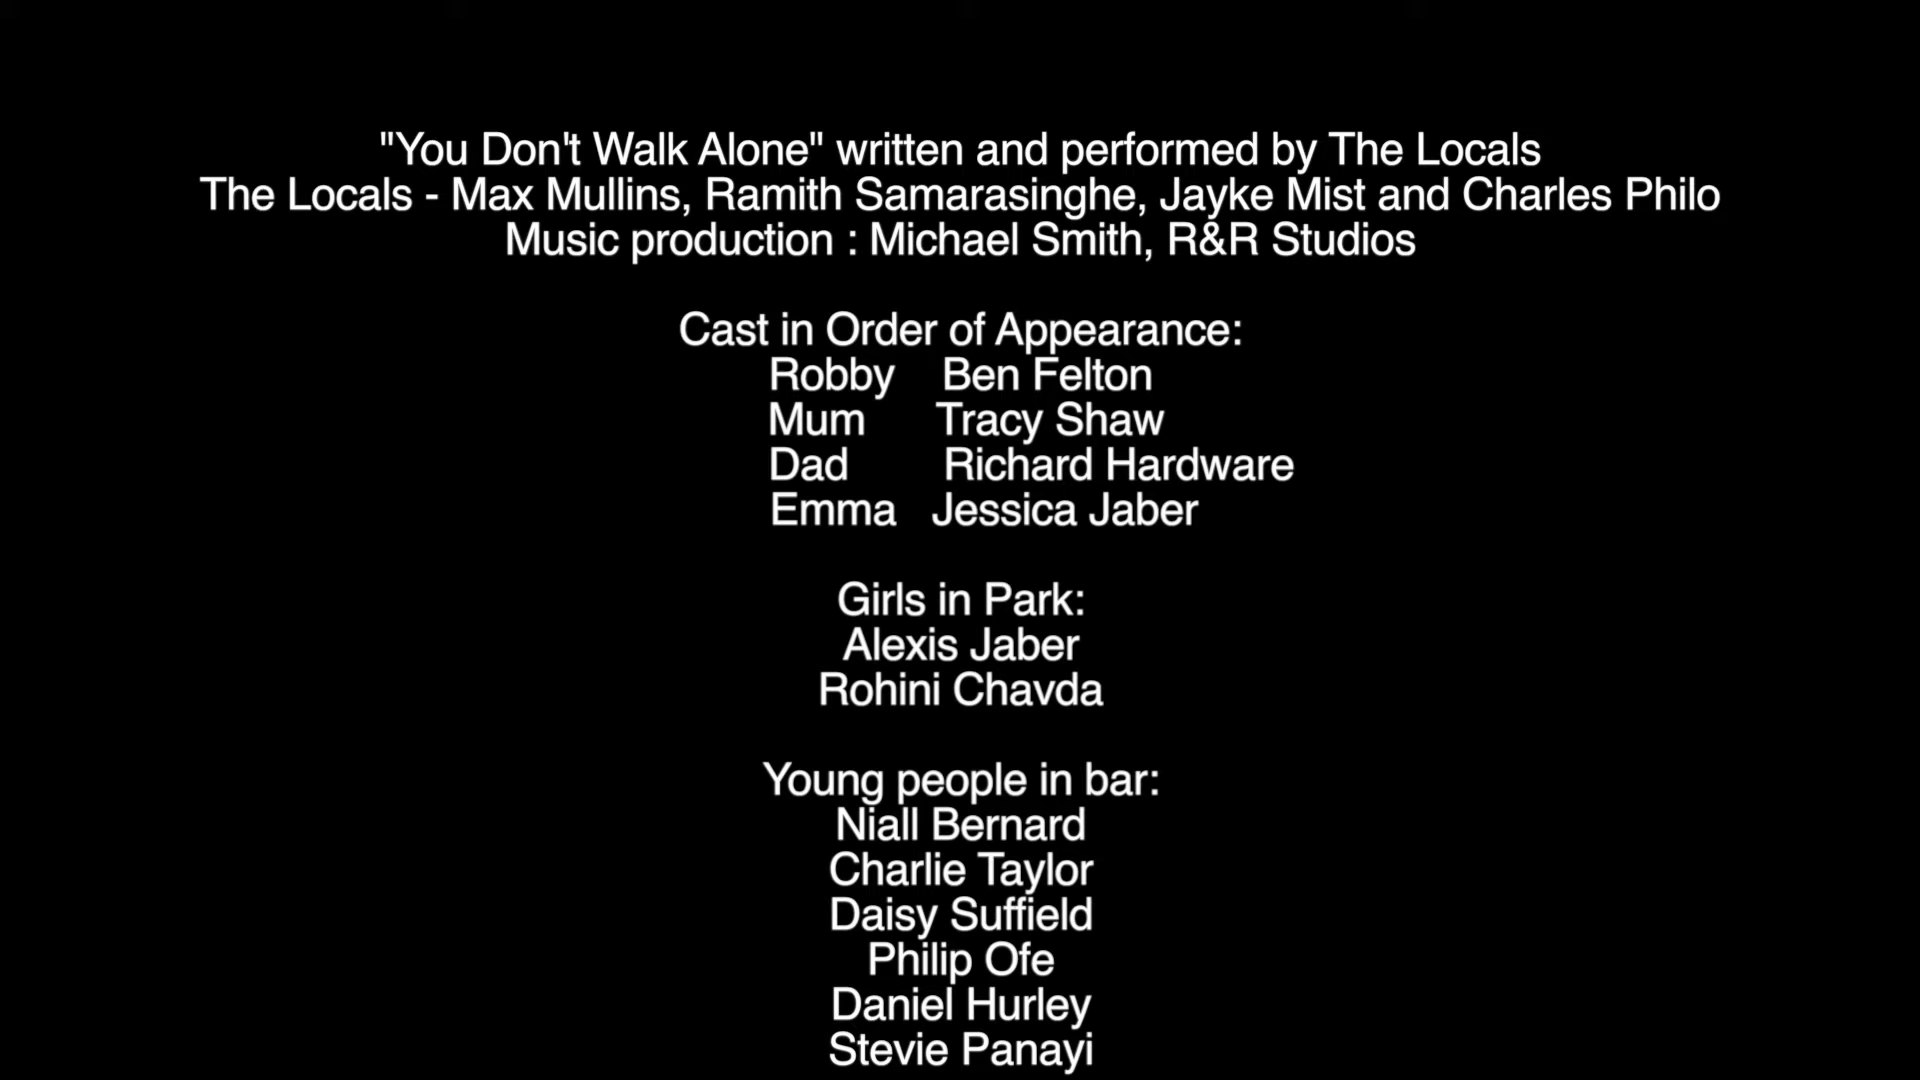 "You Don't Walk Alone" written and performed by The Locals
The Locals - Max Mullins, Ramith Samarasinghe, Jayke Mist and Charles Philo
Music production : Michael Smith, R&R Studios
Cast in Order of Appearance:
Robby Ben Felton
Mum Tracy Shaw
Dad Richard Hardware
Emma Jessica Jaber
Girls in Park:
Alexis Jaber
Rohini Chavda
Young people in bar:
Niall Bernard
Charlie Taylor
Daisy Suffield
Philip Ofe
Daniel Hurley
Stevie Panayi